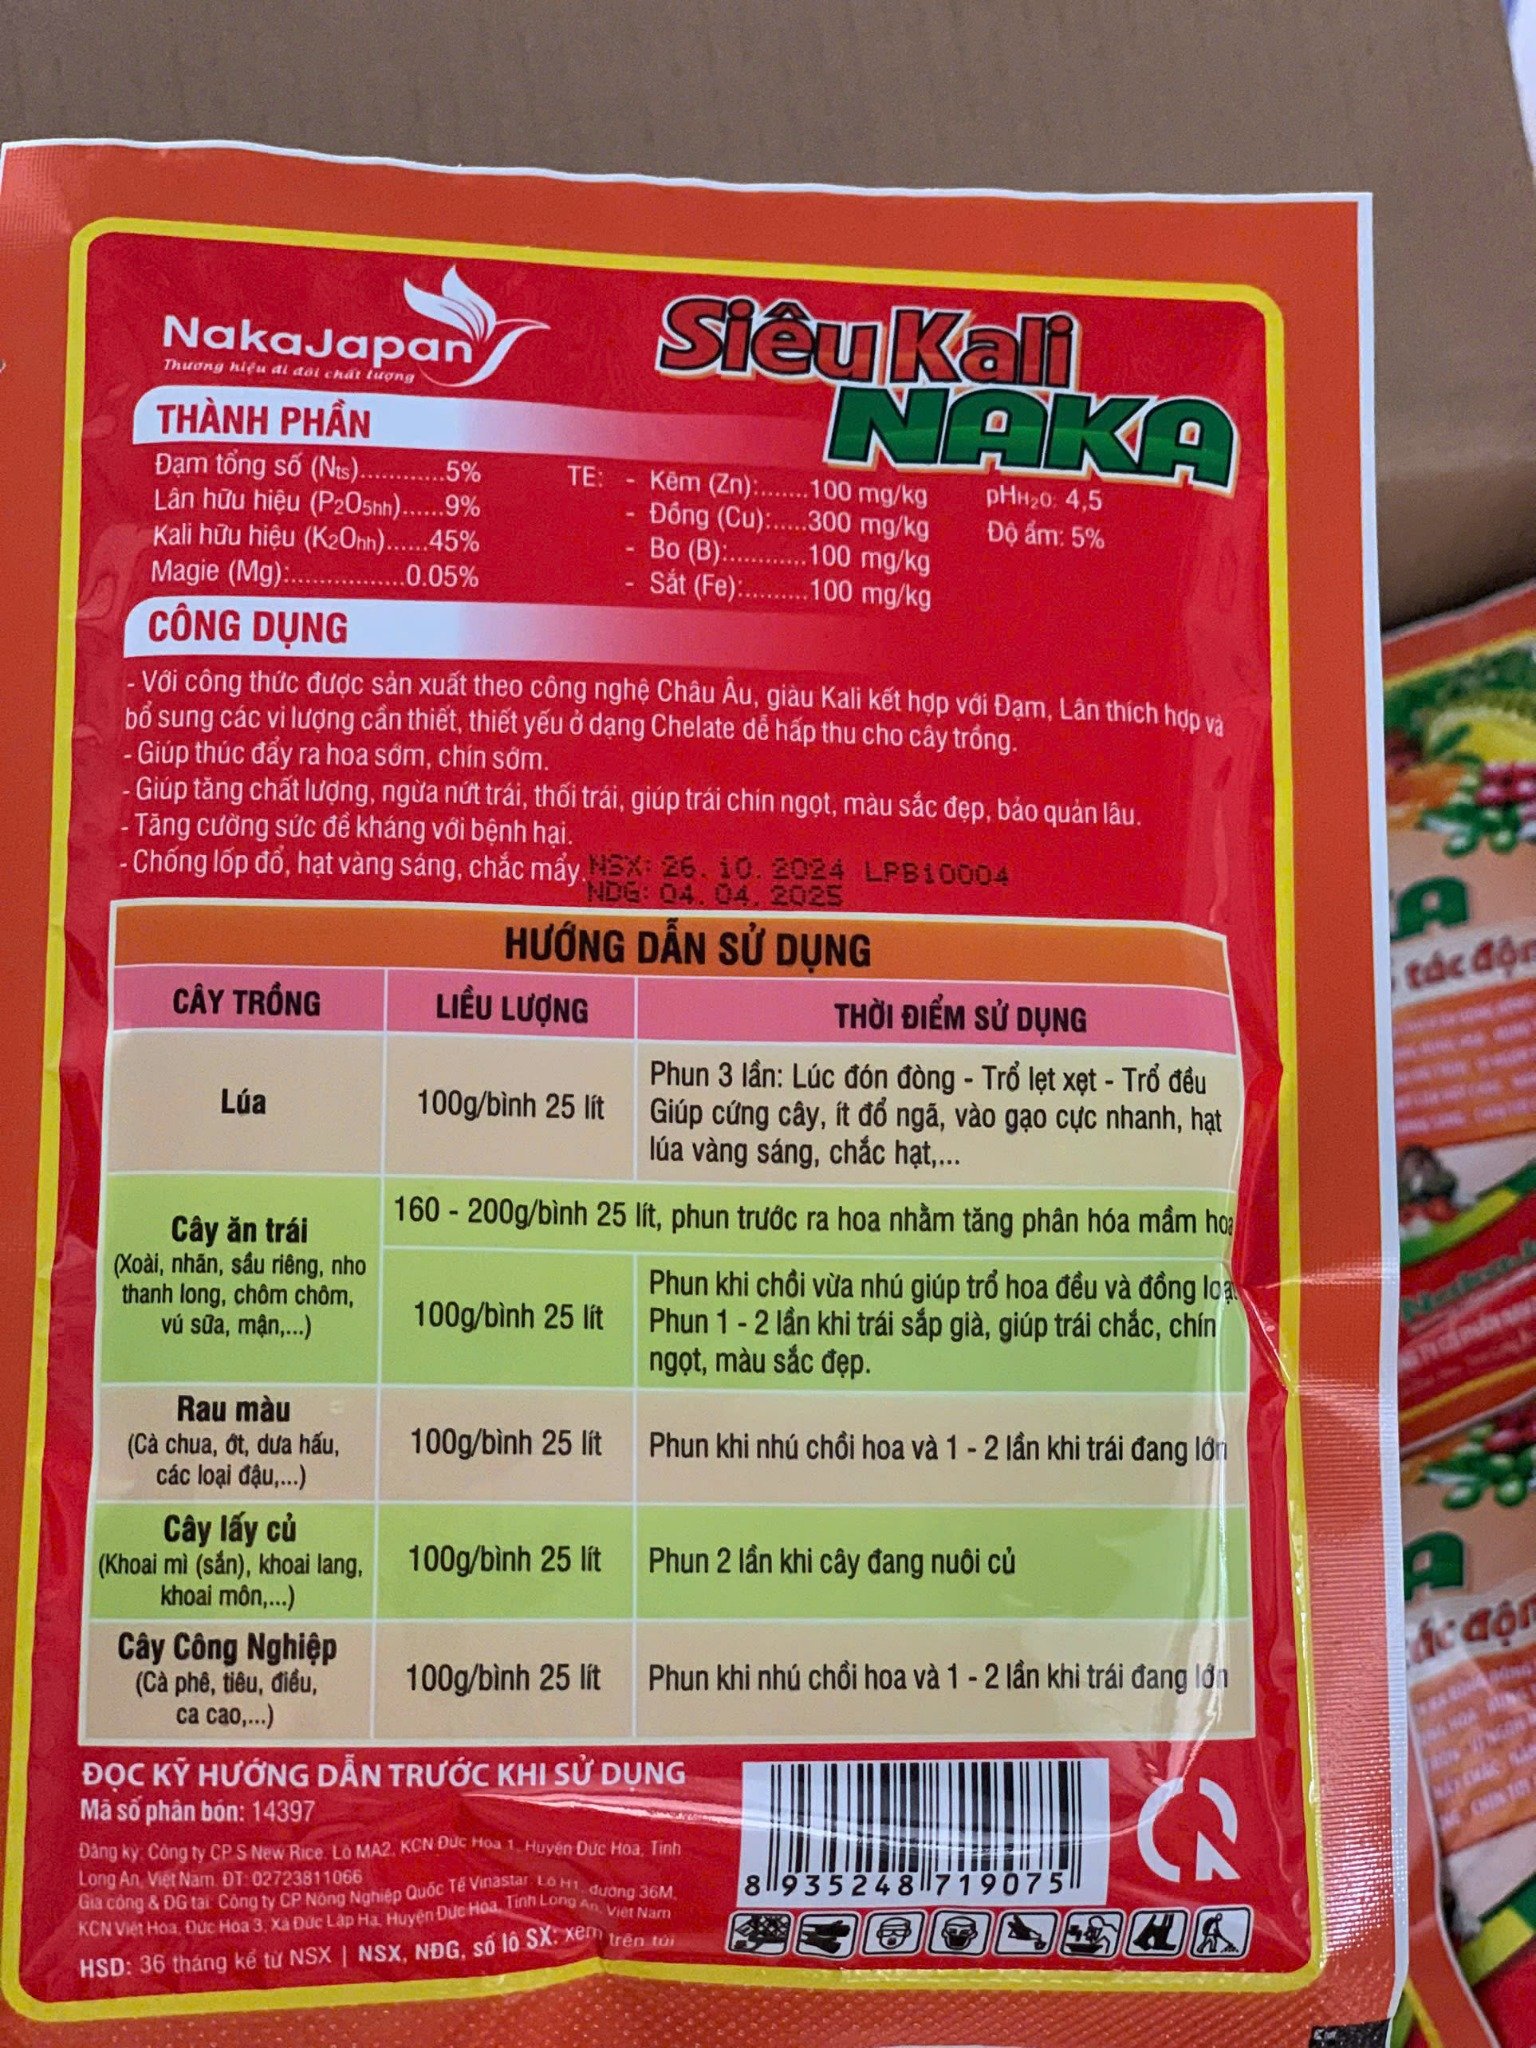 NakaJapan
Thương hiệu đi đôi chất lượng
Siêu Kali
NAKA
THÀNH PHẦN
Đạm tổng số (Nts).............5%
Lân hữu hiệu (P2O5hh)......9%
Kali hữu hiệu (K2Ohh)......45%
Magie (Mg):.................0.05%
TE: - Kẽm (Zn):.......100 mg/kg
- Đồng (Cu):.....300 mg/kg
- Bo (B):...........100 mg/kg
- Sắt (Fe):.........100 mg/kg
pHH2O: 4,5
Độ ẩm: 5%
CÔNG DỤNG
- Với công thức được sản xuất theo công nghệ Châu Âu, giàu Kali kết hợp với Đạm, Lân thích hợp và
bổ sung các vi lượng cần thiết, thiết yếu ở dạng Chelate dễ hấp thu cho cây trồng.
- Giúp thúc đẩy ra hoa sớm, chín sớm.
- Giúp tăng chất lượng, ngừa nứt trái, thối trái, giúp trái chín ngọt, màu sắc đẹp, bảo quản lâu.
- Tăng cường sức đề kháng với bệnh hại.
- Chống lốp đổ, hạt vàng sáng, chắc mẩy.
NSX: 26. 10. 2024 LPB10004
NDG: 04. 04. 2025
HƯỚNG DẪN SỬ DỤNG
CÂY TRỒNG LIỀU LƯỢNG THỜI ĐIỂM SỬ DỤNG
Lúa
100g/bình 25 lít
Phun 3 lần: Lúc đón đòng - Trổ lẹt xẹt - Trổ đều
Giúp cứng cây, ít đổ ngã, vào gạo cực nhanh, hạt
lúa vàng sáng, chắc hạt,...
Cây ăn trái
(Xoài, nhãn, sầu riêng, nho
thanh long, chôm chôm,
vú sữa, mận,...)
160 - 200g/bình 25 lít, phun trước ra hoa nhằm tăng phân hóa mầm hoa
100g/bình 25 lít
Phun khi chồi vừa nhú giúp trổ hoa đều và đồng loạt
Phun 1 - 2 lần khi trái sắp già, giúp trái chắc, chín
ngọt, màu sắc đẹp.
Rau màu
(Cà chua, ớt, dưa hấu,
các loại đậu,...)
100g/bình 25 lít
Phun khi nhú chồi hoa và 1 - 2 lần khi trái đang lớn
Cây lấy củ
(Khoai mì (sắn), khoai lang,
khoai môn,...)
100g/bình 25 lít
Phun 2 lần khi cây đang nuôi củ
Cây Công Nghiệp
(Cà phê, tiêu, điều,
ca cao,...)
100g/bình 25 lít
Phun khi nhú chồi hoa và 1 - 2 lần khi trái đang lớn
ĐỌC KỸ HƯỚNG DẪN TRƯỚC KHI SỬ DỤNG
Mã số phân bón: 14397
Đăng ký: Công ty CP S New Rice. Lô MA2, KCN Đức Hòa 1, Huyện Đức Hòa, Tỉnh
Long An, Việt Nam. ĐT: 02723811066
Gia công & ĐG tại: Công ty CP Nông Nghiệp Quốc Tế Vinastar Lô H1, đường 36M,
KCN Việt Hóa, Đức Hòa 3, Xã Đức Lập Hạ, Huyện Đức Hòa, Tỉnh Long An, Việt Nam
HSD: 36 tháng kể từ NSX | NSX, NĐG, số lô SX: xem trên túi
8 935248 719075
KA
tác độn
A
tác độn